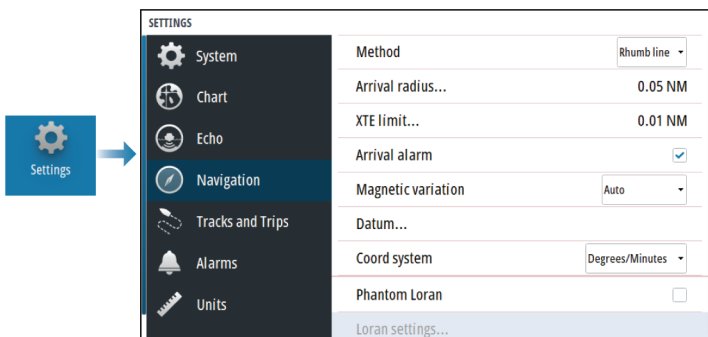 SETTINGS
Settings
System
Chart
Echo
Navigation
Tracks and Trips
Alarms
Units
Method Rhumb line
Arrival radius... 0.05 NM
XTE limit... 0.01 NM
Arrival alarm
Magnetic variation Auto
Datum...
Coord system Degrees/Minutes
Phantom Loran
Loran settings...